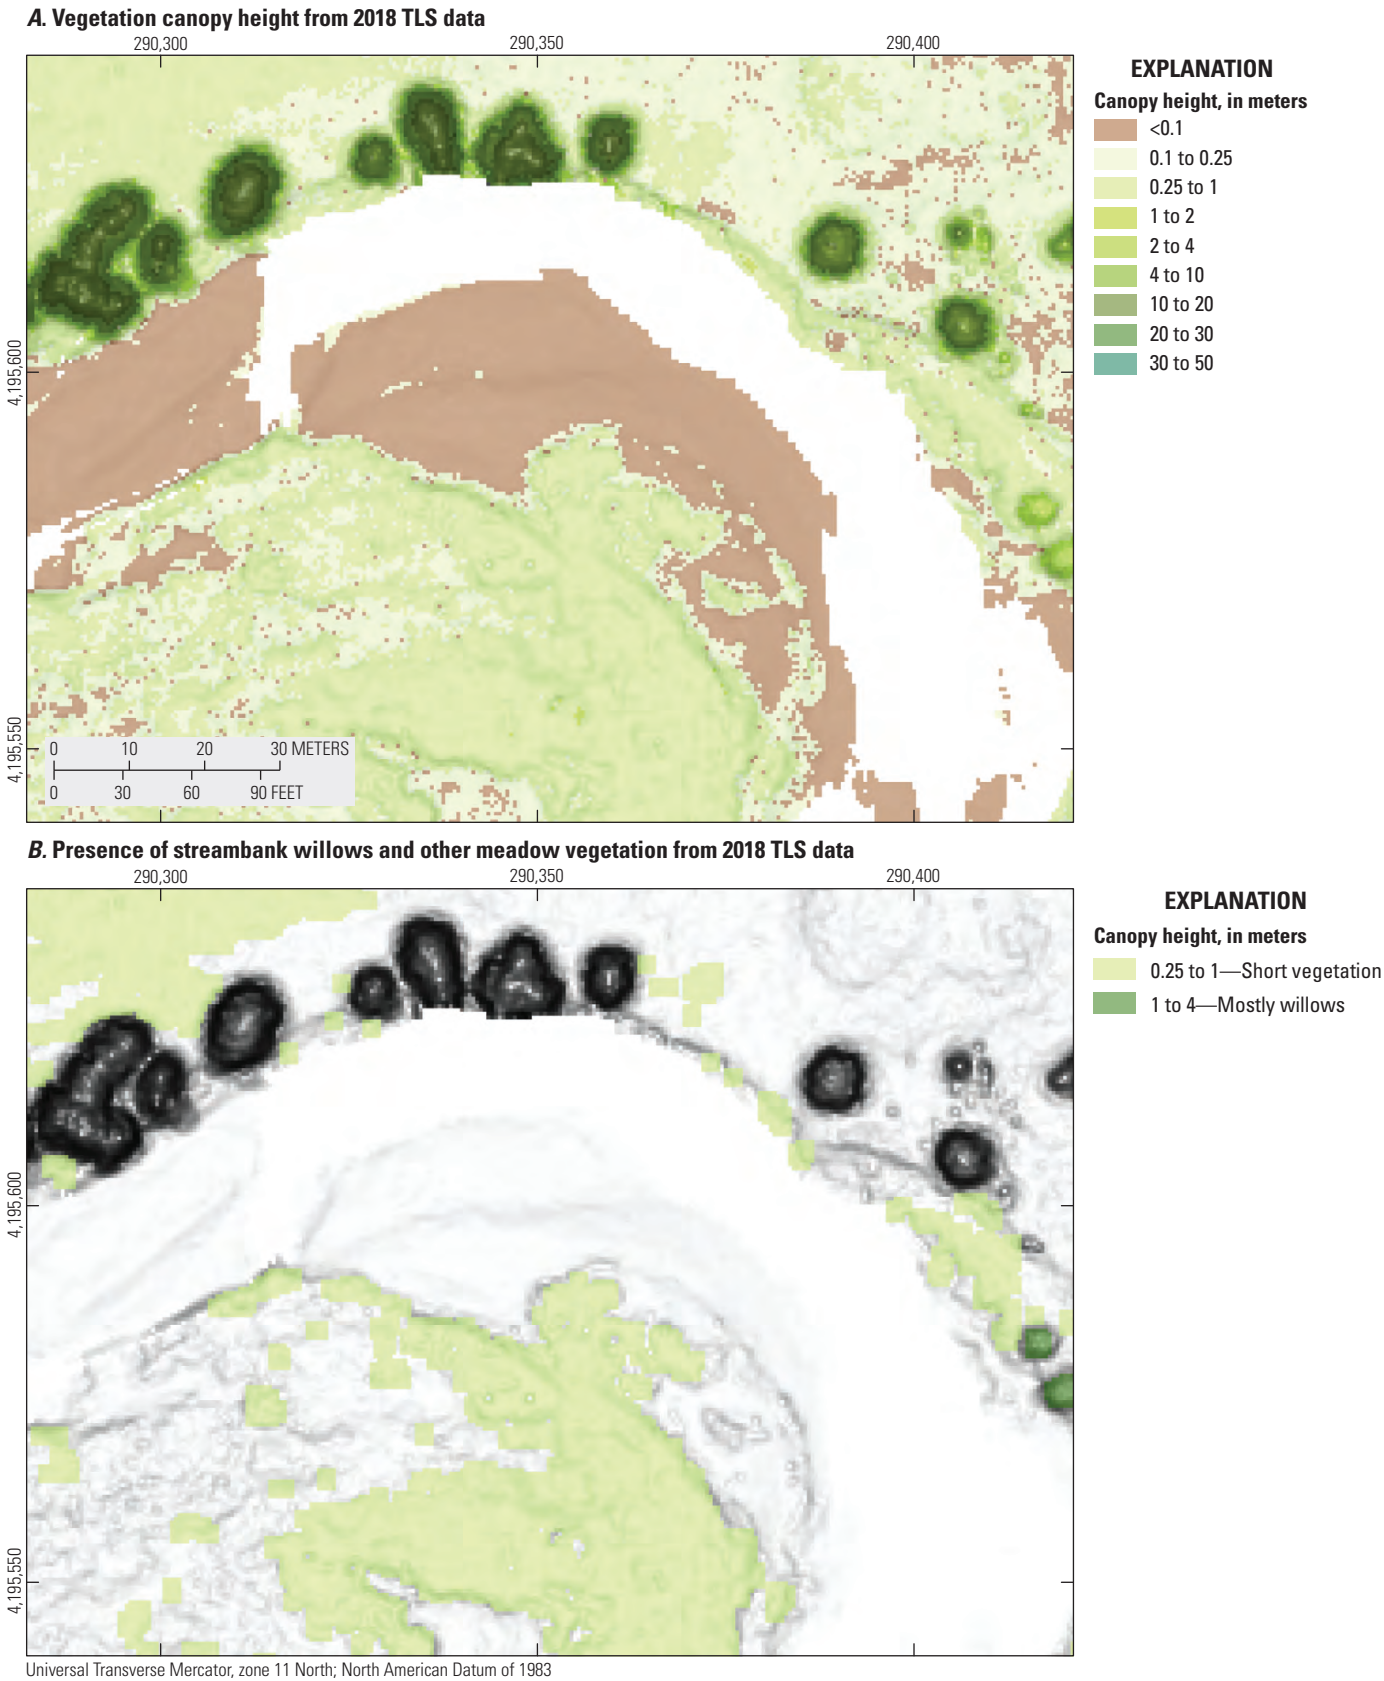 A. Vegetation canopy height from 2018 TLS data
290,300 290,350 290,400
4,195,600
4,195,550
0 10 20 30 METERS
0 30 60 90 FEET
EXPLANATION
Canopy height, in meters
<0.1
0.1 to 0.25
0.25 to 1
1 to 2
2 to 4
4 to 10
10 to 20
20 to 30
30 to 50
B. Presence of streambank willows and other meadow vegetation from 2018 TLS data
290,300 290,350 290,400
4,195,600
4,195,550
EXPLANATION
Canopy height, in meters
0.25 to 1—Short vegetation
1 to 4—Mostly willows
Universal Transverse Mercator, zone 11 North; North American Datum of 1983